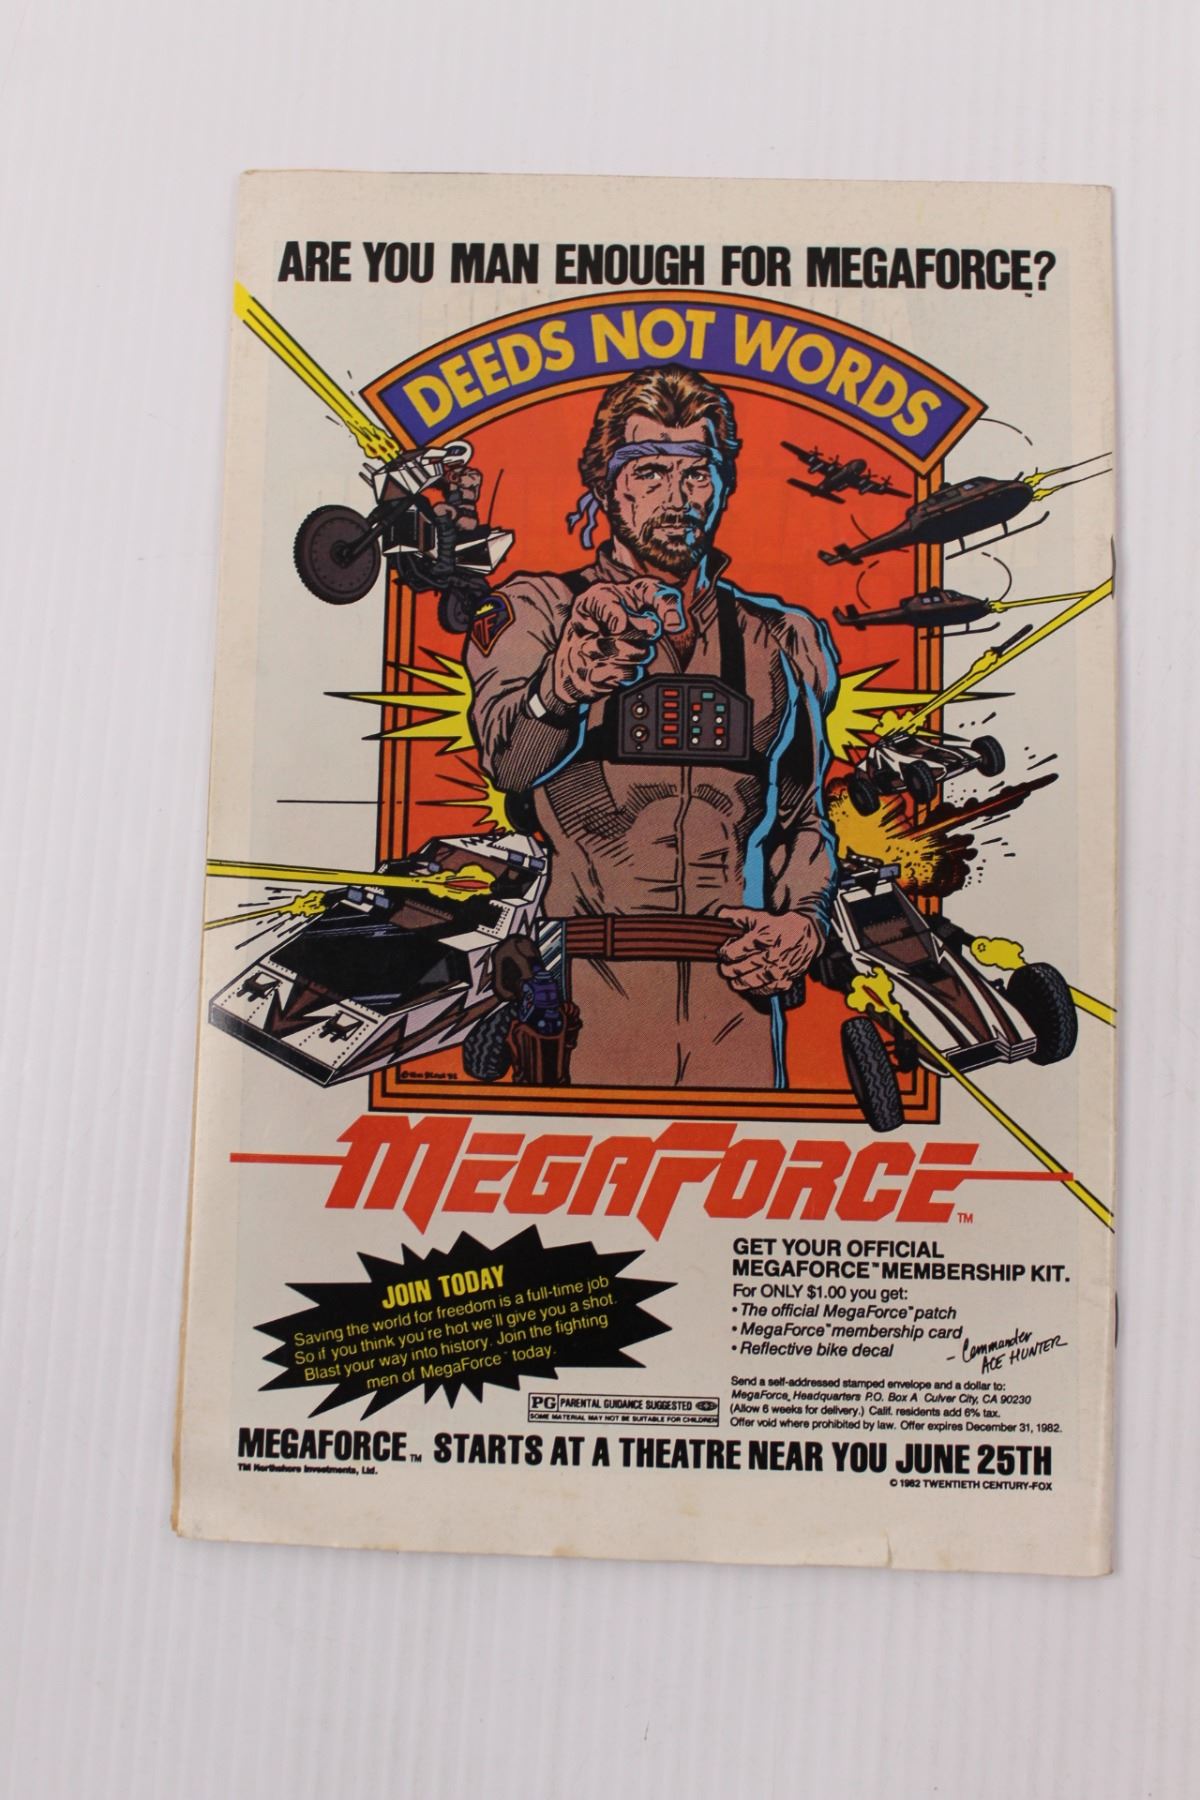 ARE YOU MAN ENOUGH FOR MEGAFORCE?
TM
DEEDS NOT WORDS
MEGAFORCE
TM
JOIN TODAY
Saving the world for freedom is a full-time job
So if you think you're hot we'll give you a shot.
Blast your way into history. Join the fighting
men of MegaForce today.
GET YOUR OFFICIAL
MEGAFORCE™ MEMBERSHIP KIT.
For ONLY $1.00 you get:
• The official MegaForce™ patch
• MegaForce™ membership card
• Reflective bike decal
- Commander
ACE HUNTER
Send a self-addressed stamped envelope and a dollar to:
MegaForce, Headquarters P.O. Box A Culver City, CA 90230
(Allow 6 weeks for delivery.) Calif. residents add 6% tax.
Offer void where prohibited by law. Offer expires December 31, 1982.
PG PARENTAL GUIDANCE SUGGESTED
SOME MATERIAL MAY NOT BE SUITABLE FOR CHILDREN
MEGAFORCE™ STARTS AT A THEATRE NEAR YOU JUNE 25TH
TM Northshore Investments, Ltd.
© 1982 TWENTIETH CENTURY-FOX